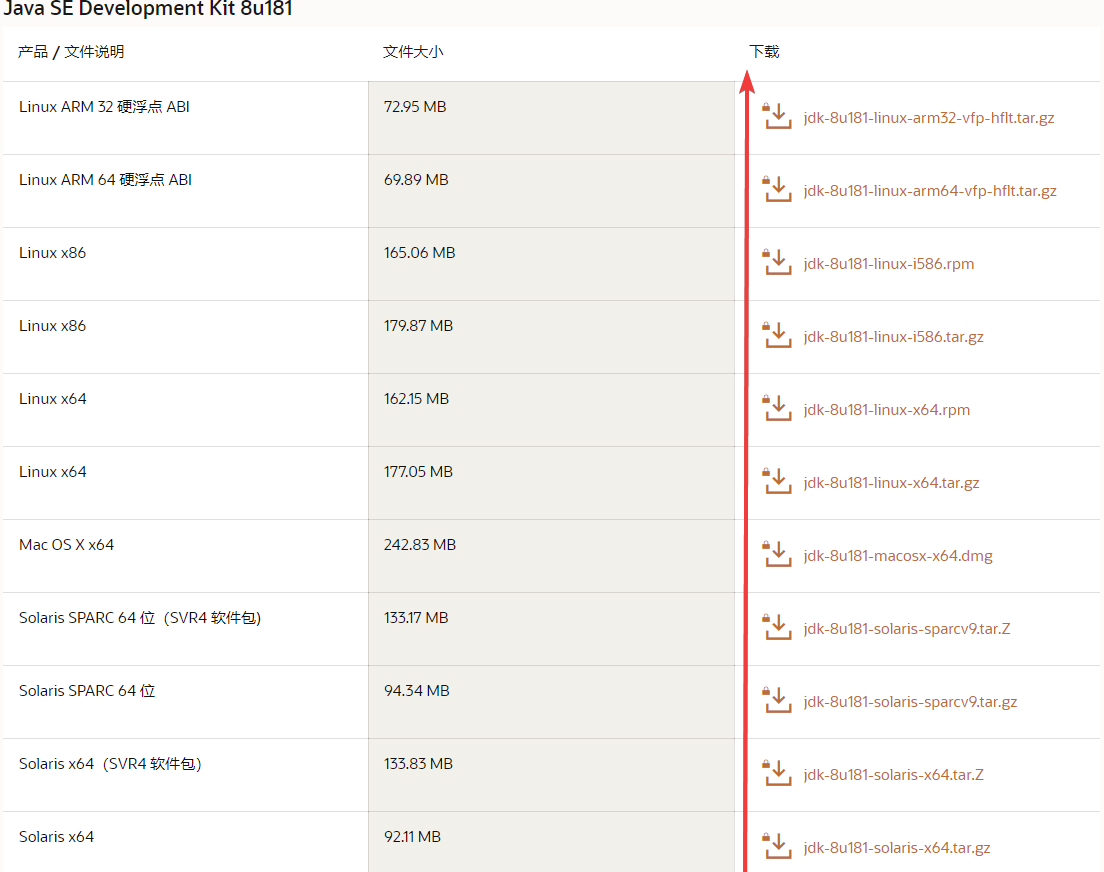 Java SE Development Kit 8u181
产品 / 文件说明 文件大小 下载
Linux ARM 32 硬浮点 ABI 72.95 MB jdk-8u181-linux-arm32-vfp-hflt.tar.gz
Linux ARM 64 硬浮点 ABI 69.89 MB jdk-8u181-linux-arm64-vfp-hflt.tar.gz
Linux x86 165.06 MB jdk-8u181-linux-i586.rpm
Linux x86 179.87 MB jdk-8u181-linux-i586.tar.gz
Linux x64 162.15 MB jdk-8u181-linux-x64.rpm
Linux x64 177.05 MB jdk-8u181-linux-x64.tar.gz
Mac OS X x64 242.83 MB jdk-8u181-macosx-x64.dmg
Solaris SPARC 64 位（SVR4 软件包) 133.17 MB jdk-8u181-solaris-sparcv9.tar.Z
Solaris SPARC 64 位 94.34 MB jdk-8u181-solaris-sparcv9.tar.gz
Solaris x64（SVR4 软件包） 133.83 MB jdk-8u181-solaris-x64.tar.Z
Solaris x64 92.11 MB jdk-8u181-solaris-x64.tar.gz